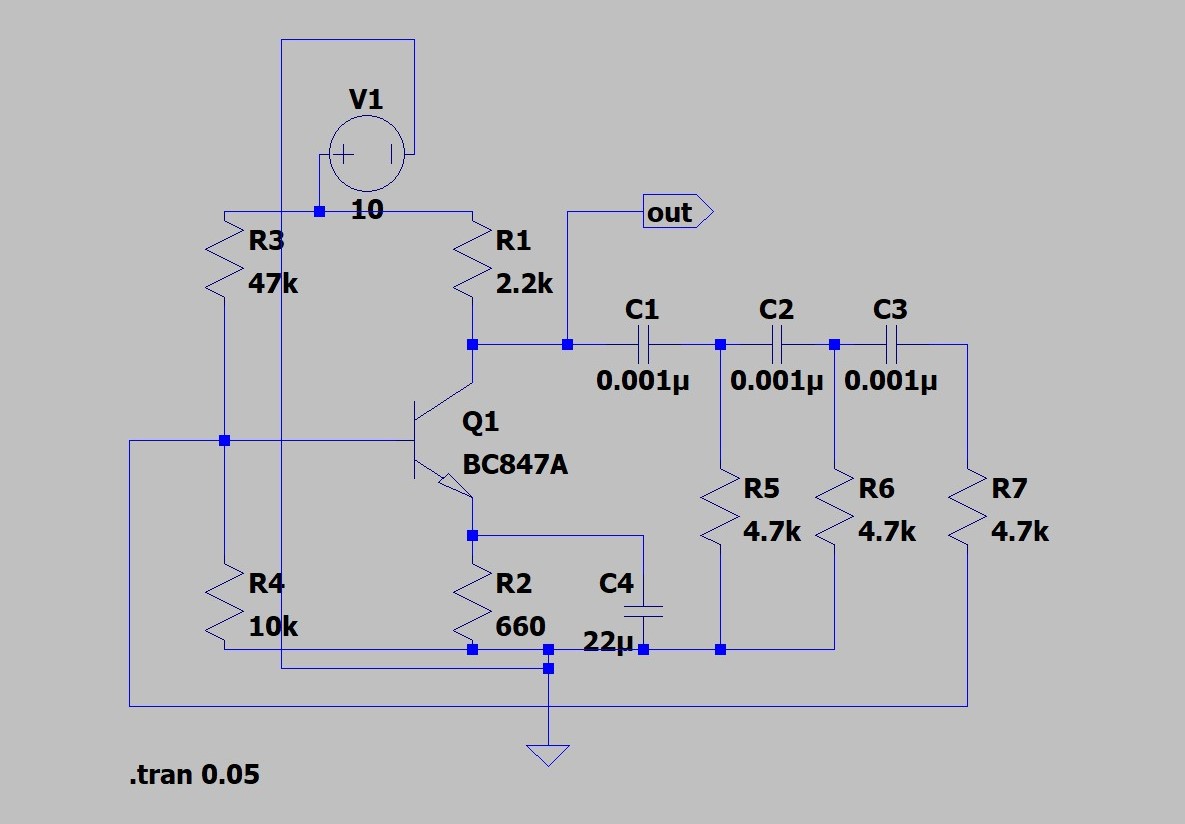 V1
10
out
R3
47k
R1
2.2k
C1
0.001µ
C2
0.001µ
C3
0.001µ
Q1
BC847A
R5
4.7k
R6
4.7k
R7
4.7k
R4
10k
R2
660
C4
22µ
.tran 0.05